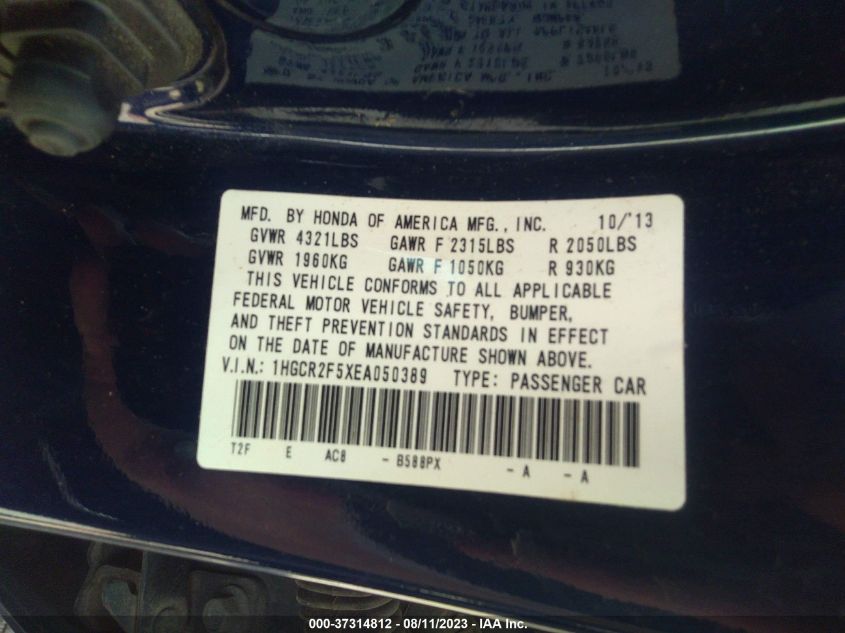 MFD. BY HONDA OF AMERICA MFG., INC. 10/'13
GVWR 4321LBS GAWR F 2315LBS R 2050LBS
GVWR 1960KG GAWR F 1050KG R 930KG
THIS VEHICLE CONFORMS TO ALL APPLICABLE
FEDERAL MOTOR VEHICLE SAFETY, BUMPER,
AND THEFT PREVENTION STANDARDS IN EFFECT
ON THE DATE OF MANUFACTURE SHOWN ABOVE.
V.I.N.: 1HGCR2F5XEA050389 TYPE: PASSENGER CAR
T2F E AC8 - B588PX - A - A
000-37314812 - 08/11/2023 - IAA Inc.